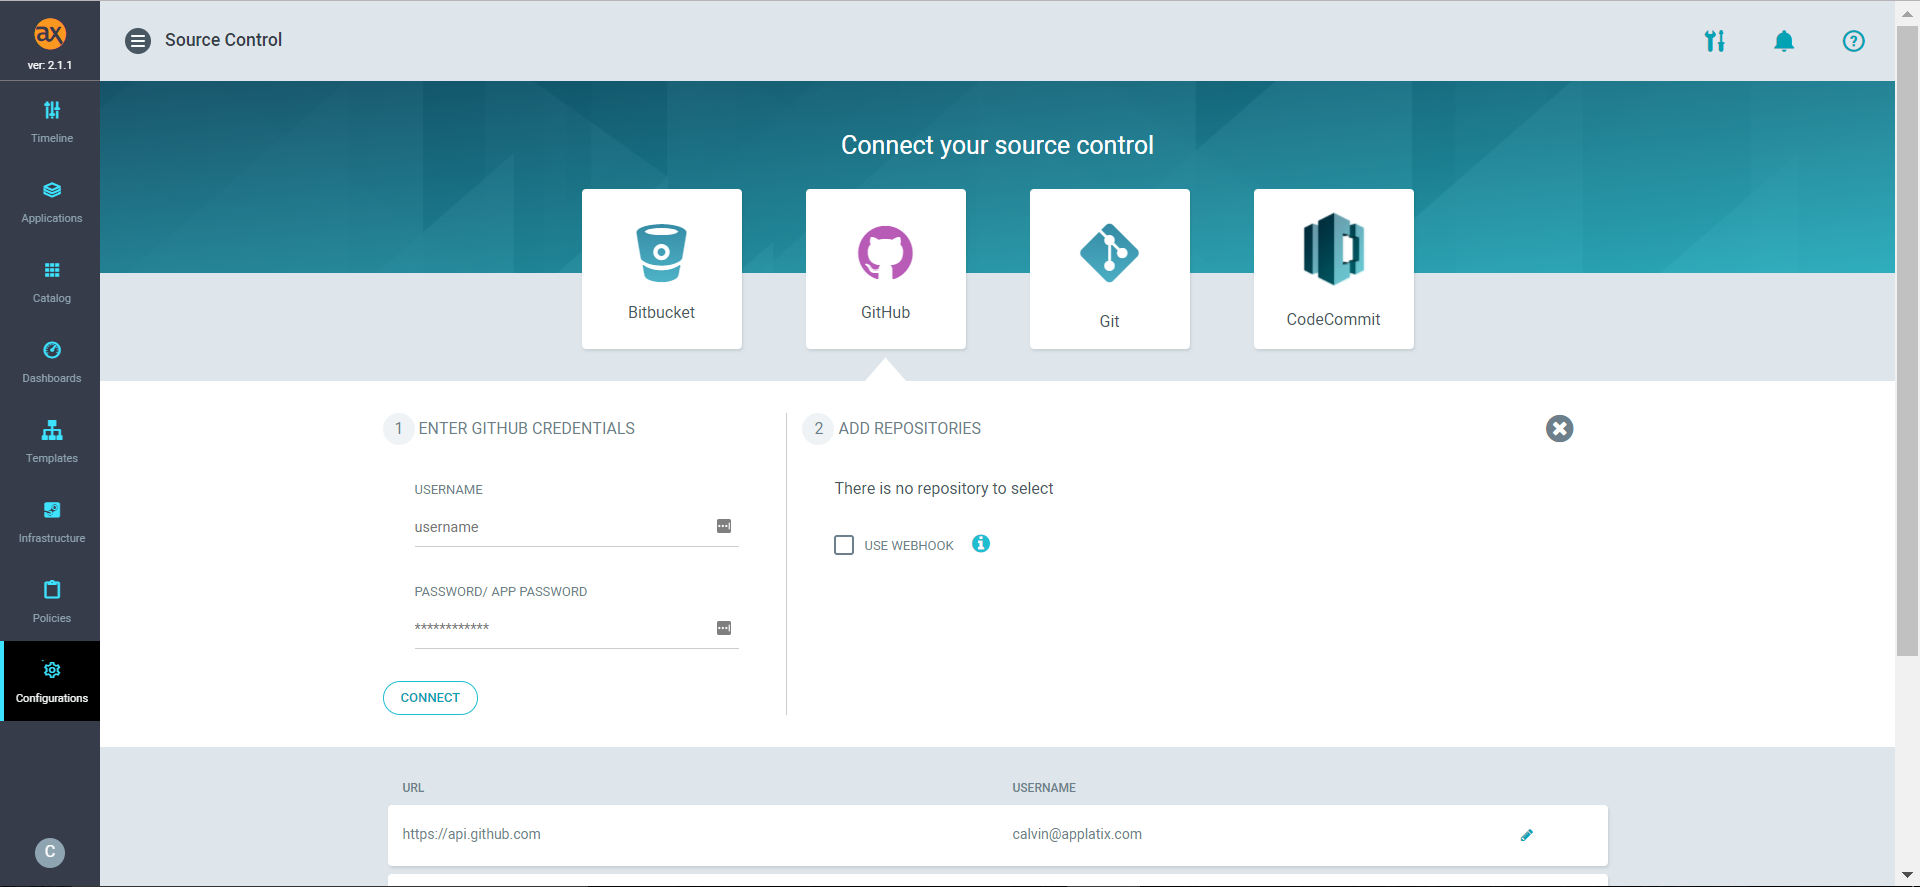 ax
ver: 2.1.1
Source Control
Timeline
Applications
Catalog
Dashboards
Templates
Infrastructure
Policies
Configurations
C
Connect your source control
Bitbucket
GitHub
Git
CodeCommit
1 ENTER GITHUB CREDENTIALS
USERNAME
username
PASSWORD/ APP PASSWORD
************
CONNECT
2 ADD REPOSITORIES
There is no repository to select
USE WEBHOOK
URL USERNAME
https://api.github.com calvin@applatix.com